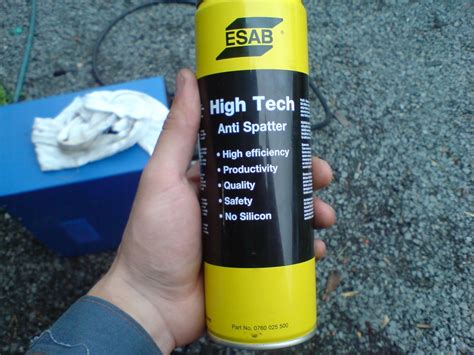 ESAB
High Tech
Anti Spatter
• High efficiency
• Productivity
• Quality
• Safety
• No Silicon
Part No. 0760 025 500